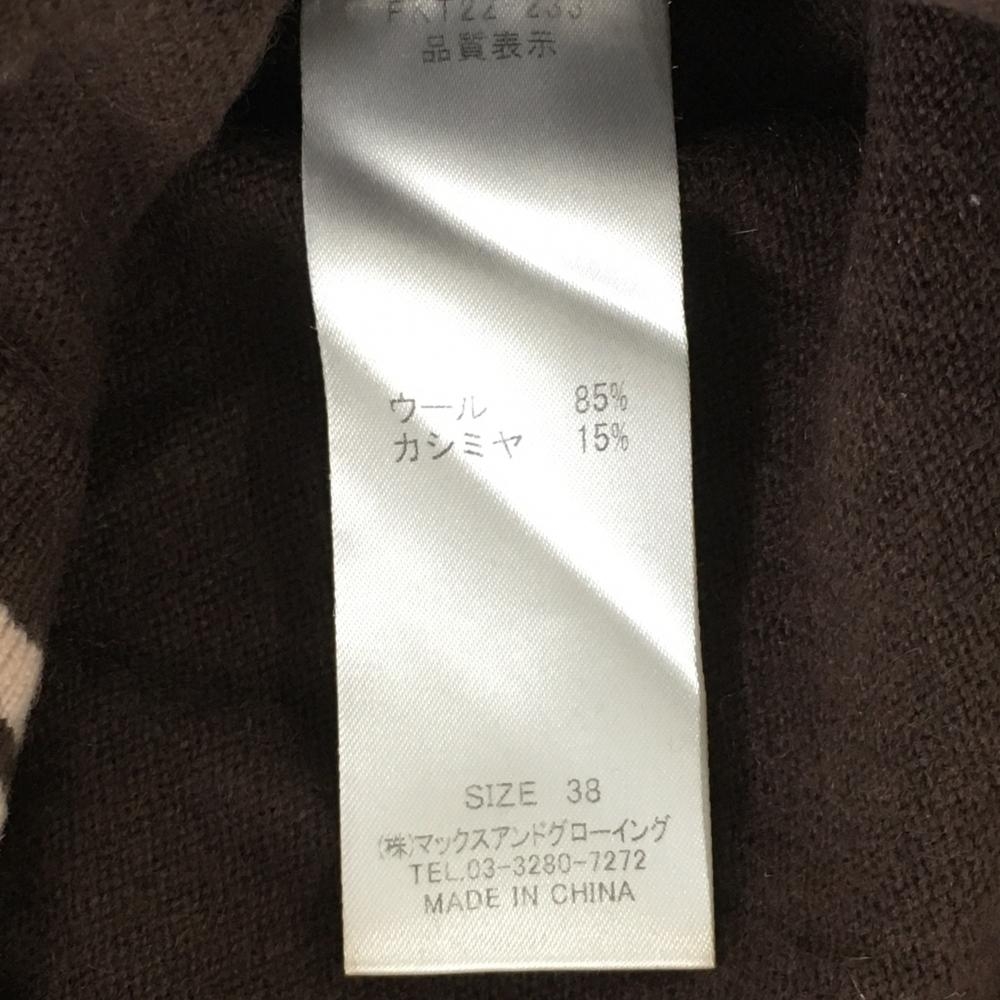 品質表示
ウール 85%
カシミヤ 15%
SIZE 38
(株)マックスアンドグローイング
TEL.03-3280-7272
MADE IN CHINA